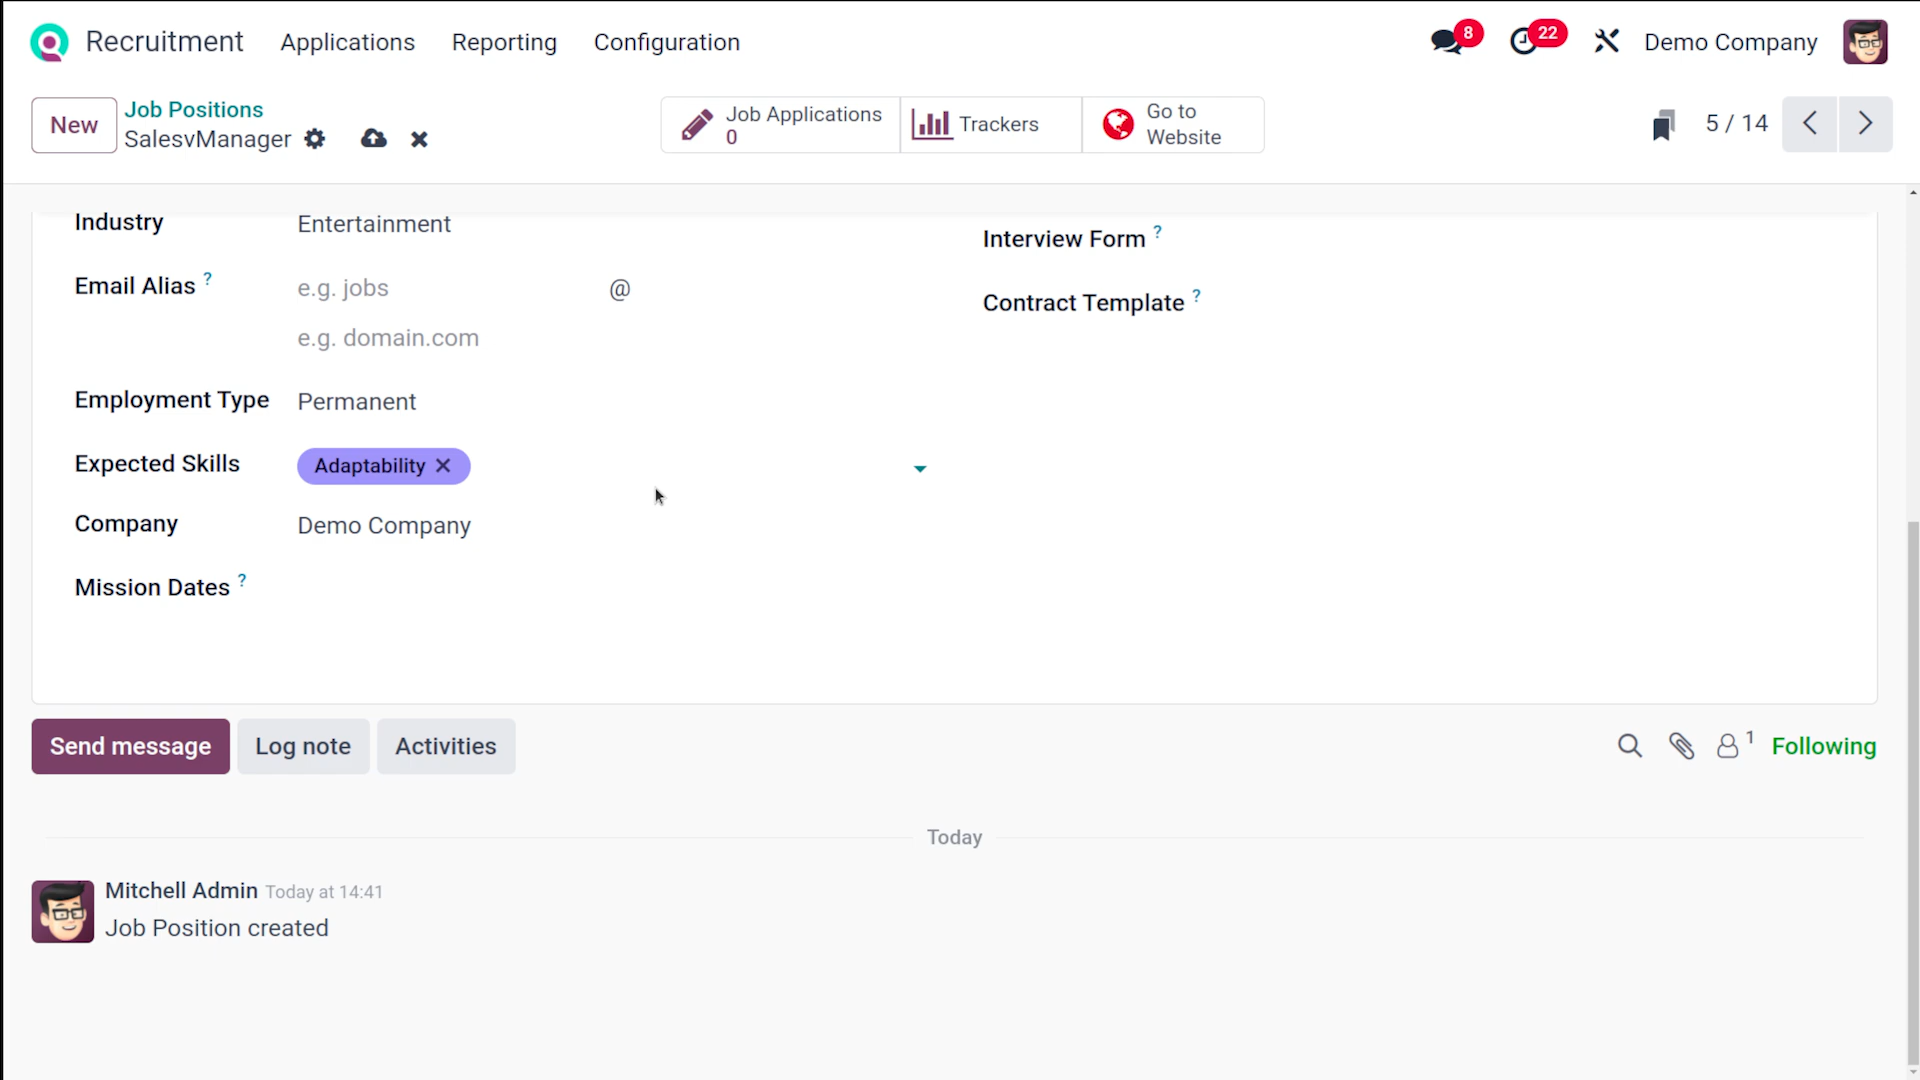 Recruitment Applications Reporting Configuration 8 22 Demo Company
New Job Positions
SalesvManager
Job Applications
0
Trackers
Go to
Website
5 / 14
Industry Entertainment
Interview Form ?
Email Alias ? e.g. jobs @
e.g. domain.com
Contract Template ?
Employment Type Permanent
Expected Skills Adaptability
Company Demo Company
Mission Dates ?
Send message Log note Activities 1 Following
Today
Mitchell Admin Today at 14:41
Job Position created